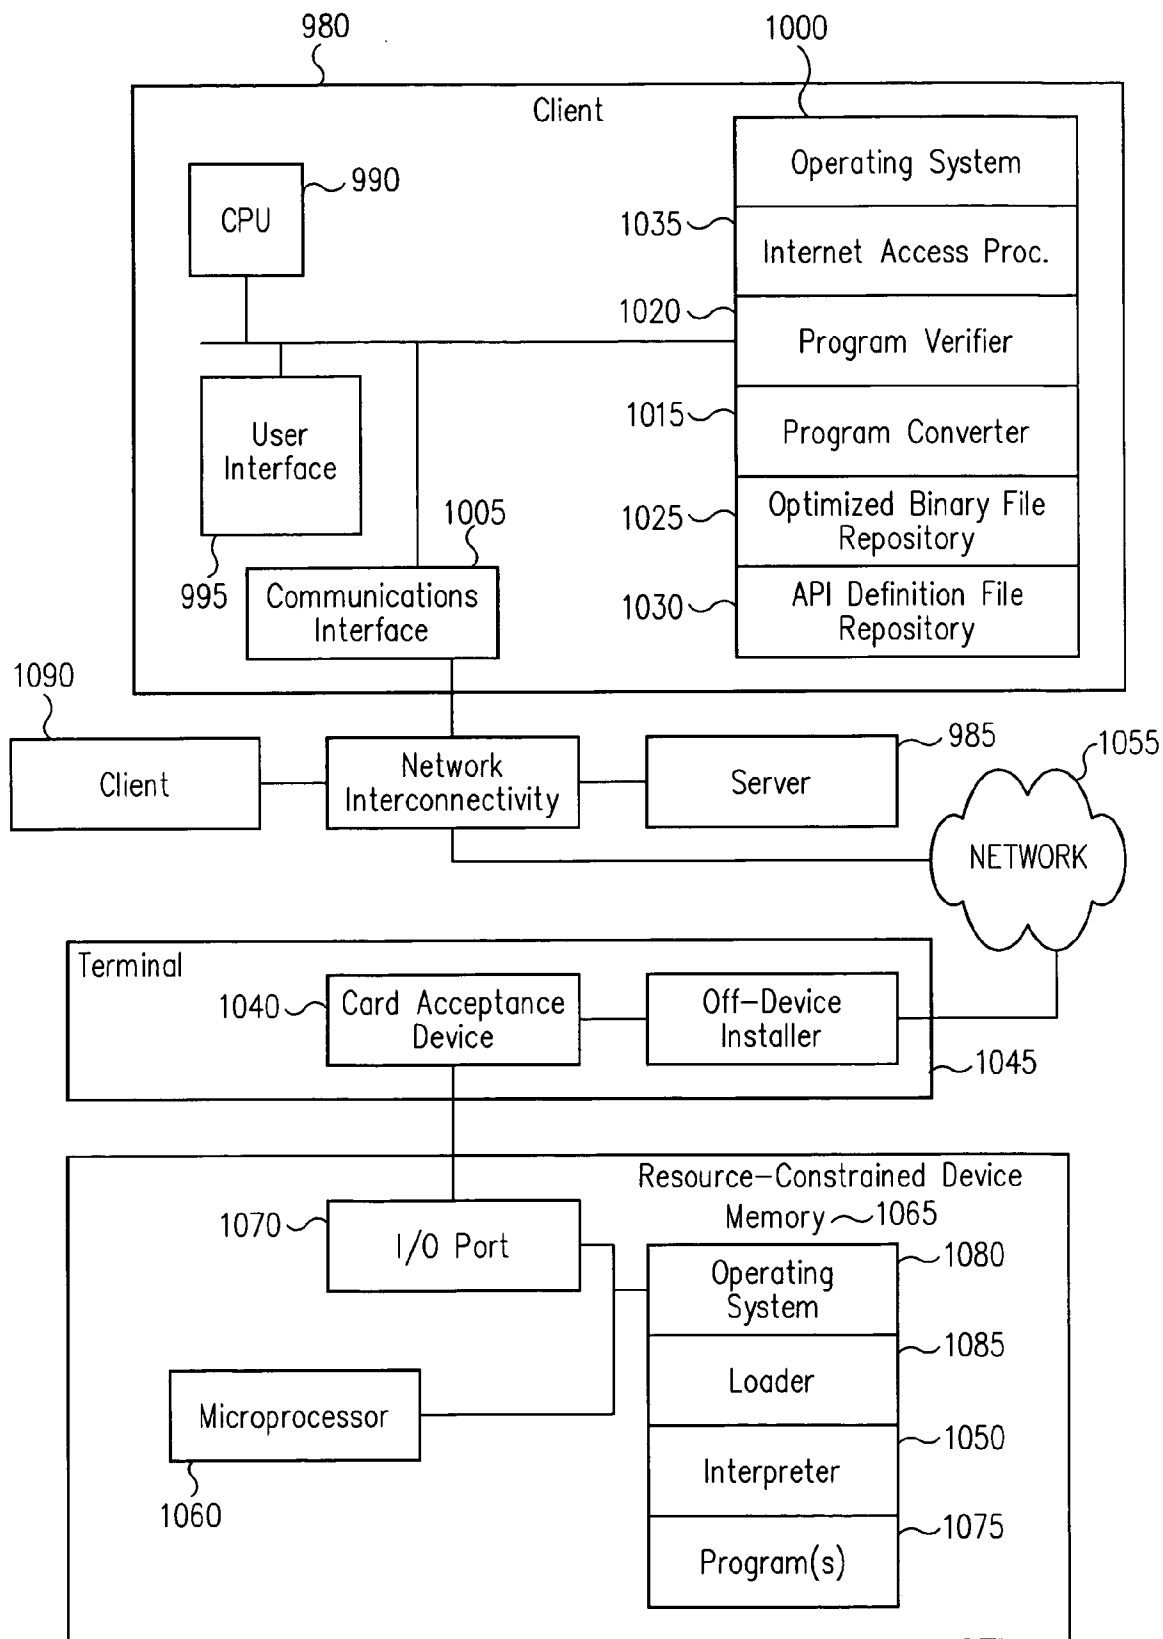 980
1000
Client
Operating System
990
CPU
1035
Internet Access Proc.
1020
Program Verifier
User
Interface
1015
Program Converter
995
1005
1025
Optimized Binary File
Repository
Communications
Interface
1030
API Definition File
Repository
1090
Client
Network
Interconnectivity
985
Server
1055
NETWORK
Terminal
1040
Card Acceptance
Device
Off-Device
Installer
1045
Resource-Constrained Device
Memory
1065
1070
I/O Port
Operating
System
1080
Loader
1085
Microprocessor
1060
Interpreter
1050
Program(s)
1075